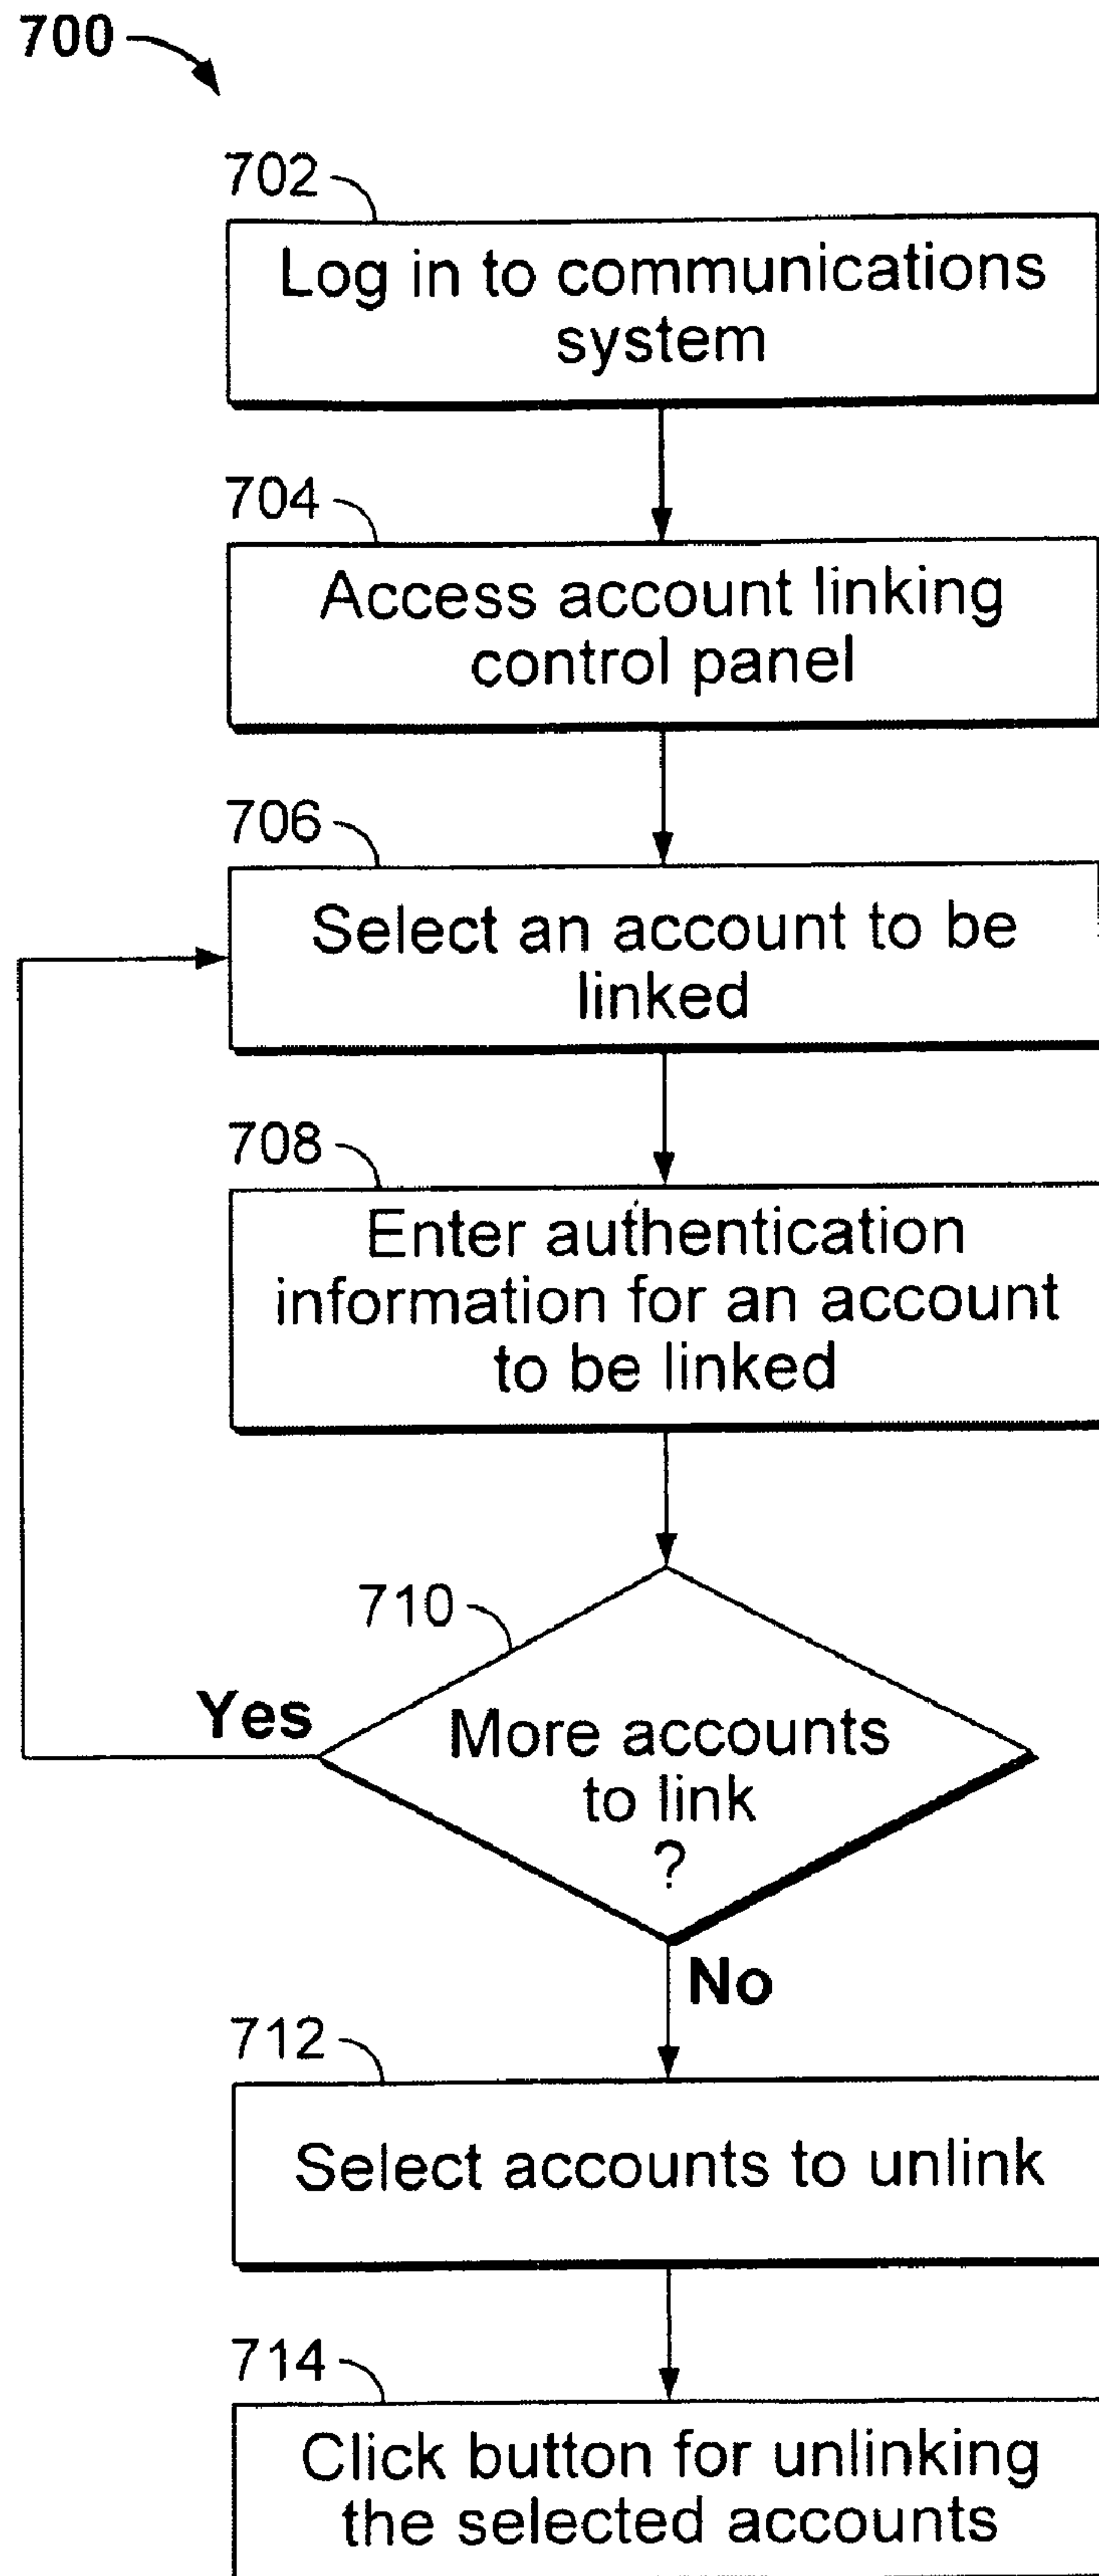 700
702
Log in to communications
system
704
Access account linking
control panel
706
Select an account to be
linked
708
Enter authentication
information for an account
to be linked
710
Yes
More accounts
to link
?
No
712
Select accounts to unlink
714
Click button for unlinking
the selected accounts